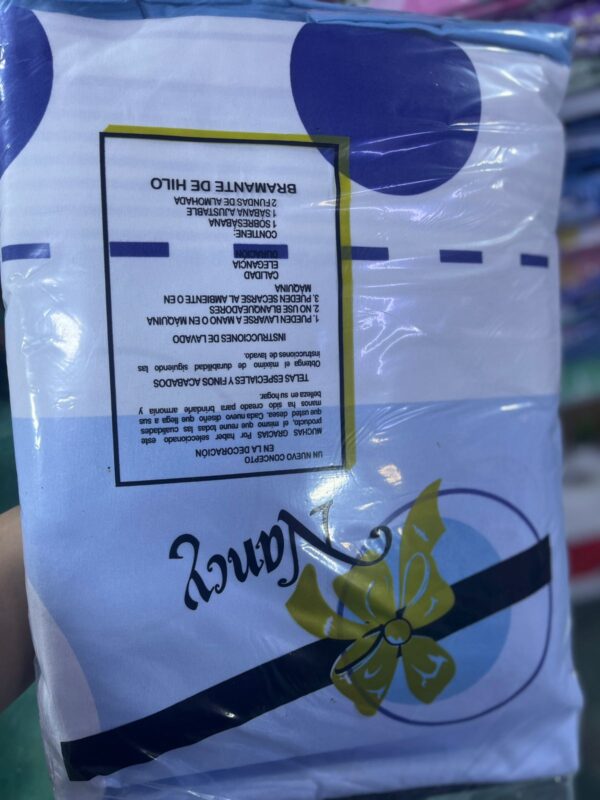 Nancy
UN NUEVO CONCEPTO
EN LA DECORACIÓN
MUCHAS GRACIAS Por haber seleccionado este
producto, el mismo que reune todas las cualidades
que usted desea. Cada nuevo diseño que a llega a sus
manos ha sido creado para brindarle armonia y
belleza en su hogar.
TELAS ESPECIALES Y FINOS ACABADOS
Obtenga el máximo de durabilidad siguiendo las
instrucciones de lavado.
INSTRUCCIONES DE LAVADO
1. PUEDEN LAVARSE A MANO O EN MÁQUINA
2. NO USE BLANQUEADORES
3. PUEDEN SECARSE AL AMBIENTE O EN
MÁQUINA
CALIDAD
ELEGANCIA
DURACIÓN
CONTIENE:
1 SOBRESÁBANA
1 SÁBANA AJUSTABLE
2 FUNDAS DE ALMOHADA
BRAMANTE DE HILO